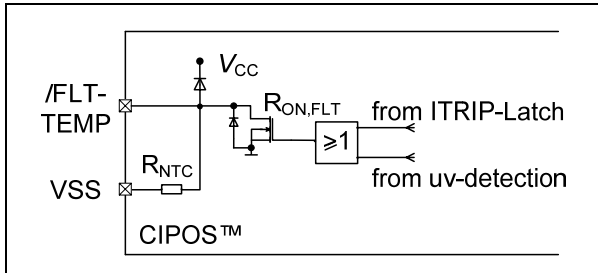 V_CC
/FLT-
TEMP
R_ON,FLT
from ITRIP-Latch
≥1
from uv-detection
R_NTC
VSS
CIPOS™